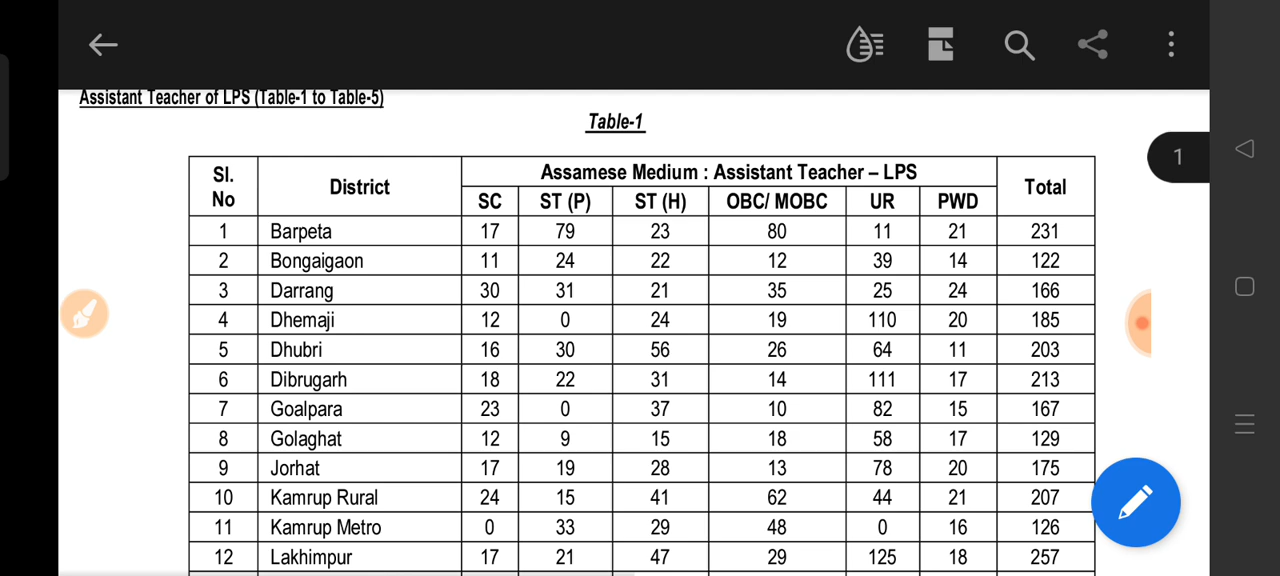 Assistant Teacher of LPS (Table-1 to Table-5)
Table-1
1
Sl. No District Assamese Medium : Assistant Teacher – LPS Total
SC ST (P) ST (H) OBC/ MOBC UR PWD
1 Barpeta 17 79 23 80 11 21 231
2 Bongaigaon 11 24 22 12 39 14 122
3 Darrang 30 31 21 35 25 24 166
4 Dhemaji 12 0 24 19 110 20 185
5 Dhubri 16 30 56 26 64 11 203
6 Dibrugarh 18 22 31 14 111 17 213
7 Goalpara 23 0 37 10 82 15 167
8 Golaghat 12 9 15 18 58 17 129
9 Jorhat 17 19 28 13 78 20 175
10 Kamrup Rural 24 15 41 62 44 21 207
11 Kamrup Metro 0 33 29 48 0 16 126
12 Lakhimpur 17 21 47 29 125 18 257